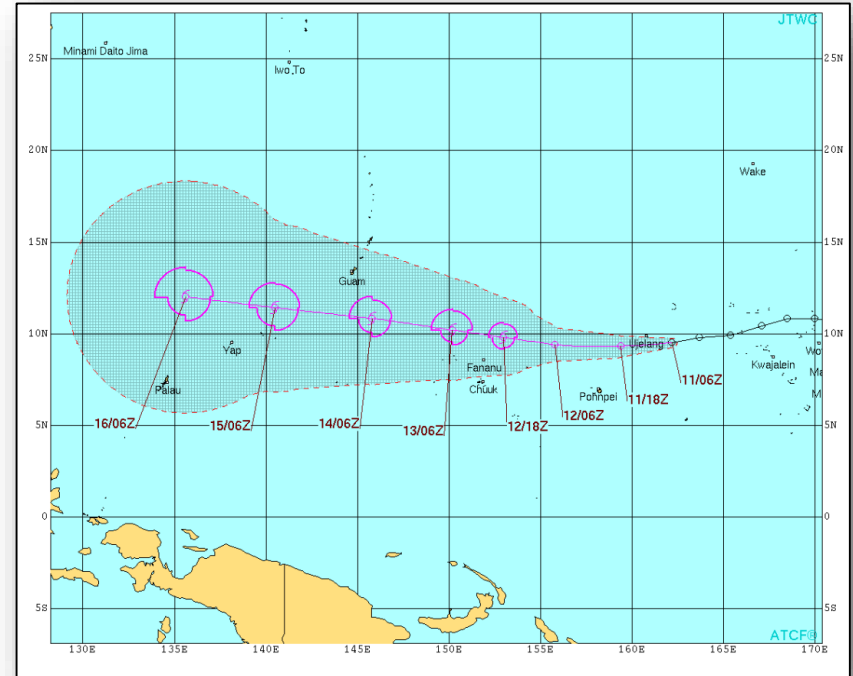 JTWC
Minami Daito Jima
25N
25N
Iwo To
20N
20N
Wake
15N
15N
Guam
10N
10N
Ujelang
Wo
Yap
Fananu
Kwajalein
Palau
Chuuk
Pohnpei
Ma
M
16/06Z
15/06Z
14/06Z
13/06Z
12/18Z
12/06Z
11/18Z
11/06Z
5N
5N
0
0
5S
5S
ATCF®
130E
135E
140E
145E
150E
155E
160E
165E
170E